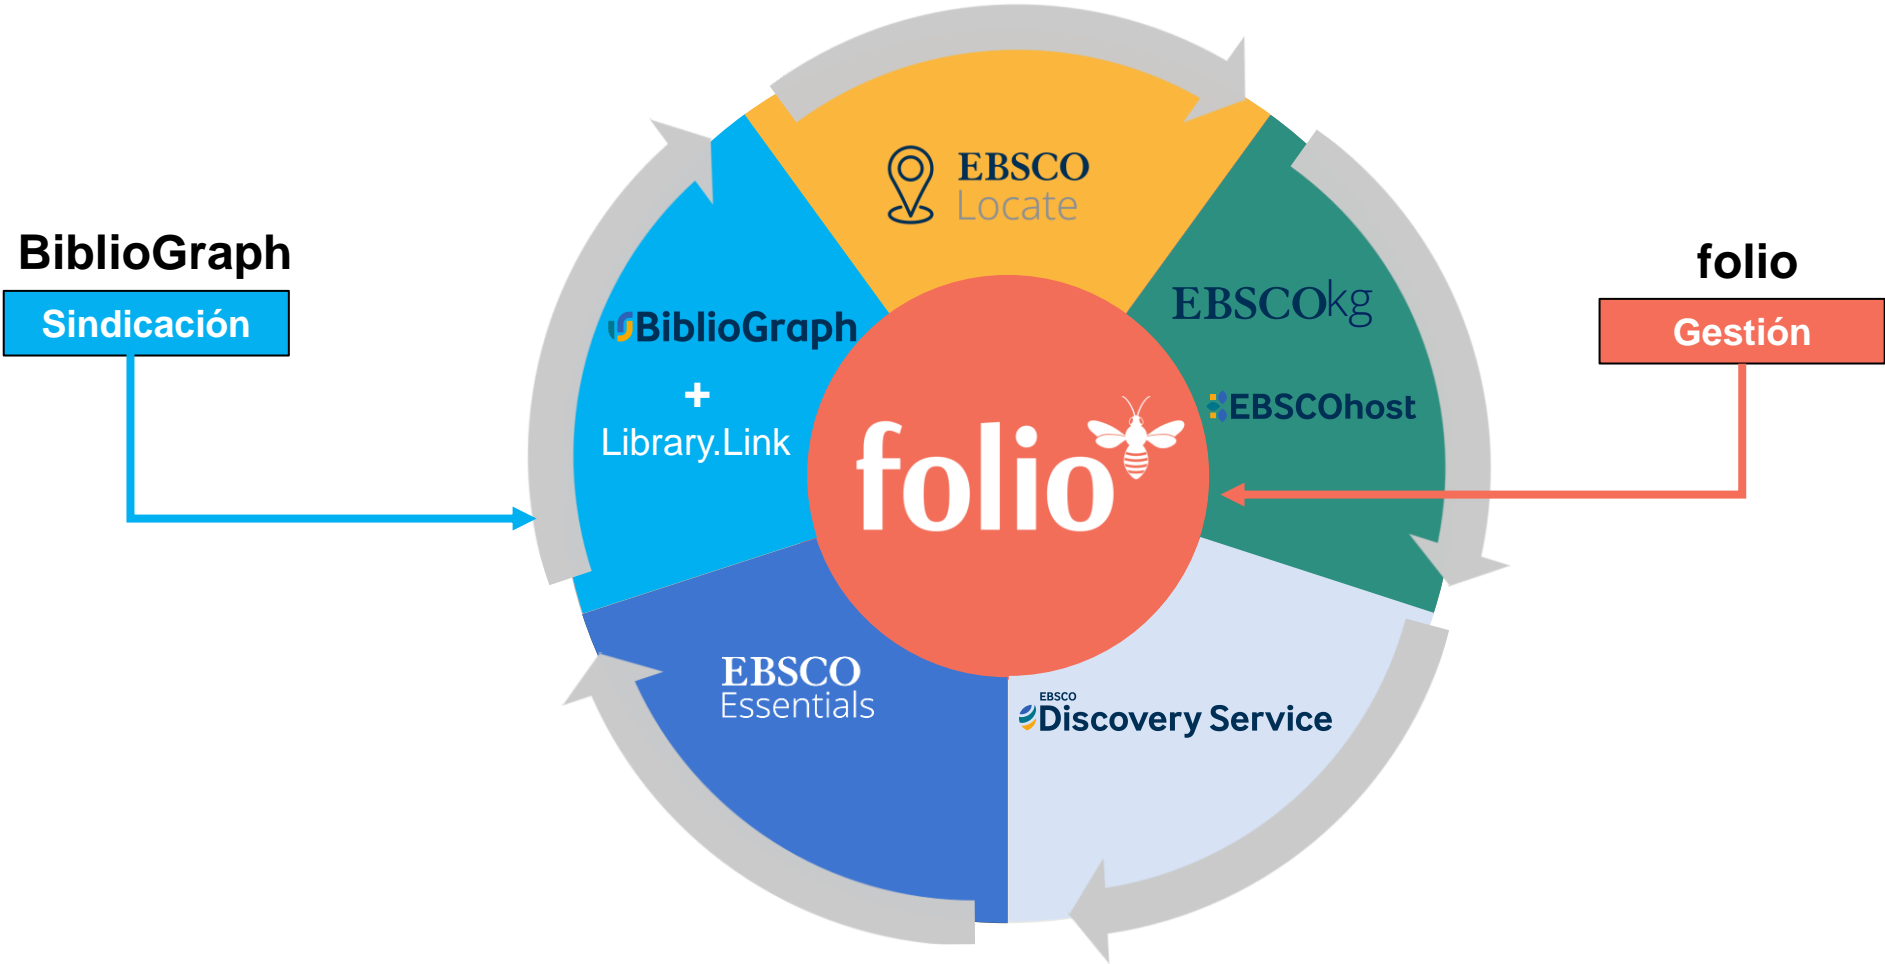 BiblioGraph
Sindicación
EBSCO
Locate
BiblioGraph
+
Library.Link
folio
EBSCOkg
EBSCOhost
EBSCO
Essentials
EBSCO
Discovery Service
folio
Gestión